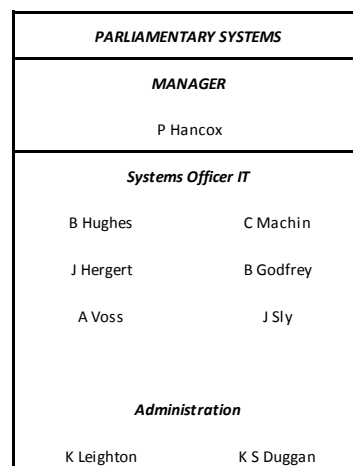 PARLIAMENTARY SYSTEMS
MANAGER
P Hancox
Systems Officer IT
B Hughes C Machin
J Hergert B Godfrey
A Voss J Sly
Administration
K Leighton K S Duggan